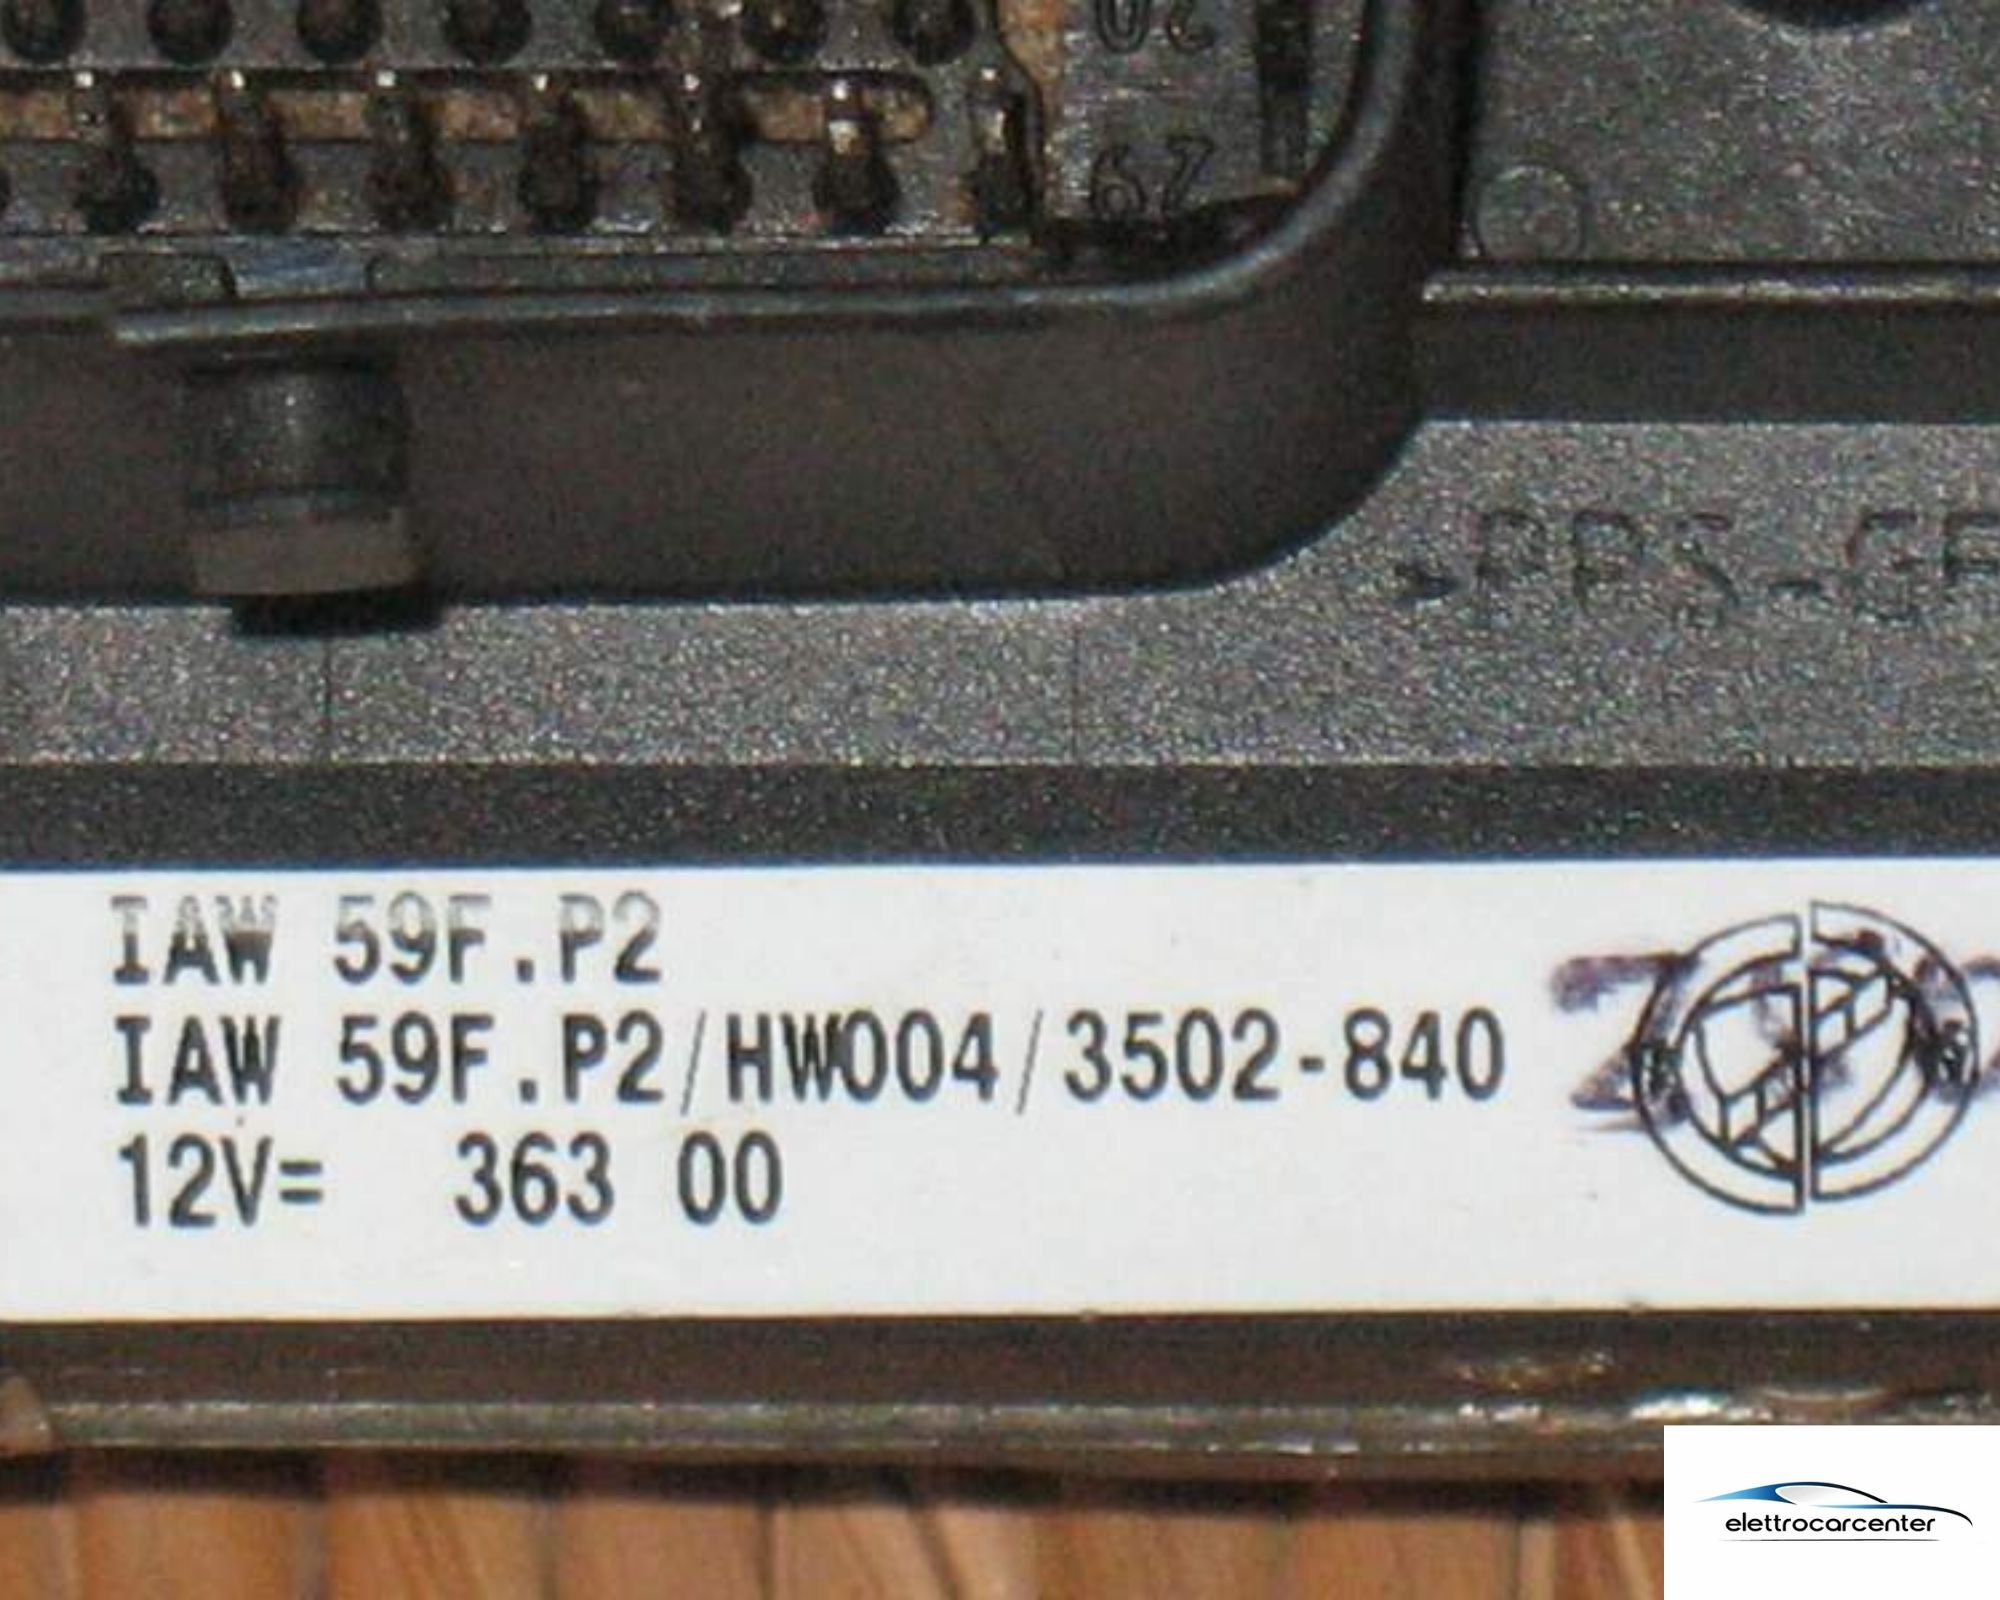 IAW 59F.P2
IAW 59F.P2/HW004/3502-840
12V= 363 00
elettrocarcenter